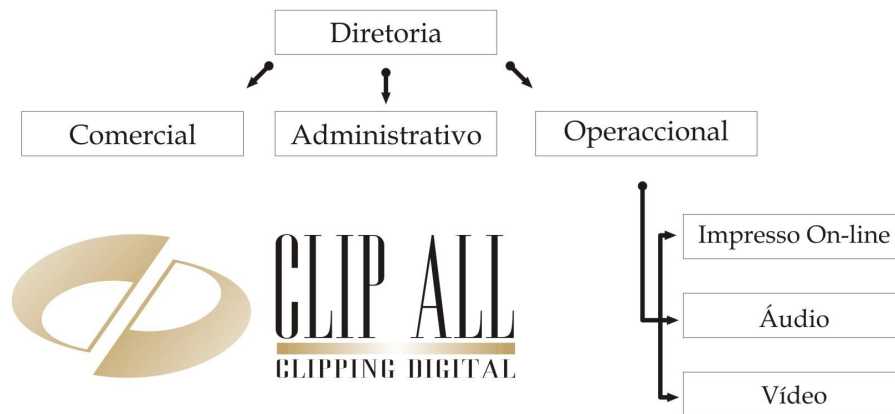 Diretoria
Comercial
Administrativo
Operaccional
CLIP ALL
CLIPPING DIGITAL
Impresso On-line
Áudio
Vídeo